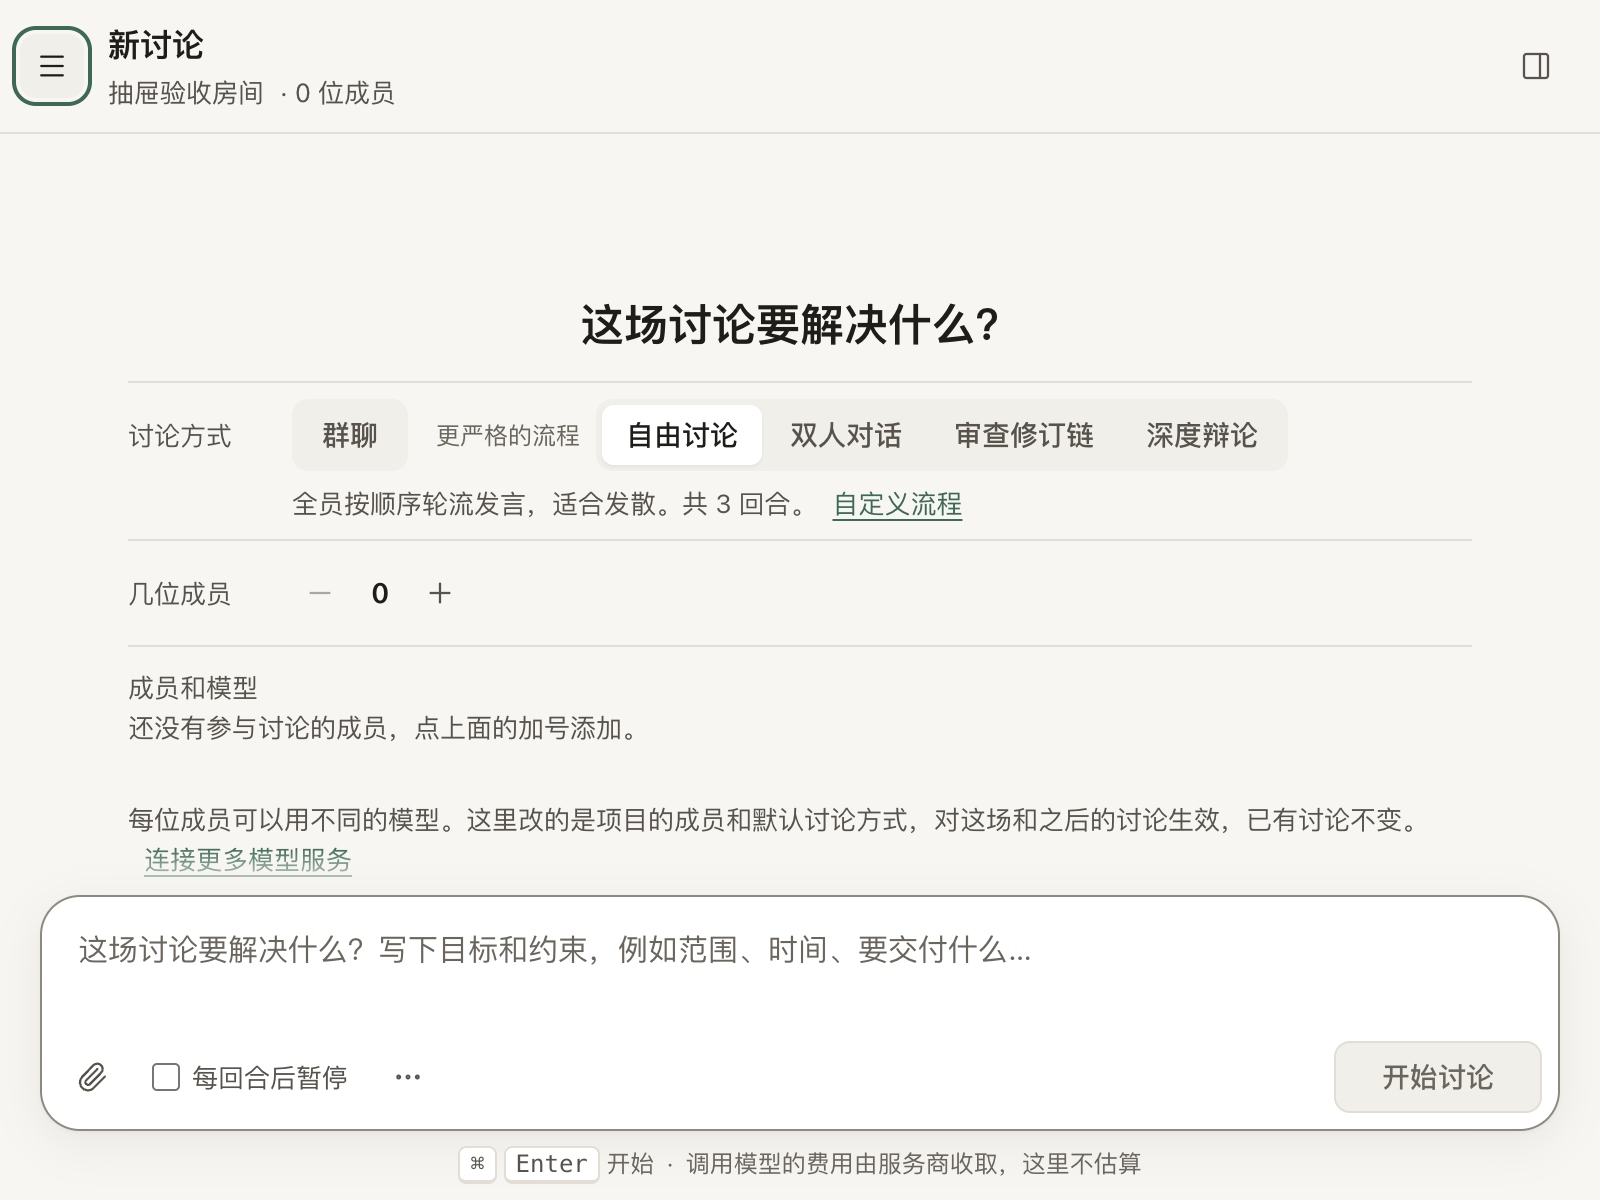 新讨论
抽屉验收房间 · 0 位成员
这场讨论要解决什么?
讨论方式 群聊 更严格的流程 自由讨论 双人对话 审查修订链 深度辩论
全员按顺序轮流发言，适合发散。共 3 回合。 自定义流程
几位成员 0
成员和模型
还没有参与讨论的成员，点上面的加号添加。
每位成员可以用不同的模型。这里改的是项目的成员和默认讨论方式，对这场和之后的讨论生效，已有讨论不变。
连接更多模型服务
这场讨论要解决什么？写下目标和约束，例如范围、时间、要交付什么…
每回合后暂停 开始讨论
⌘ Enter 开始 · 调用模型的费用由服务商收取，这里不估算